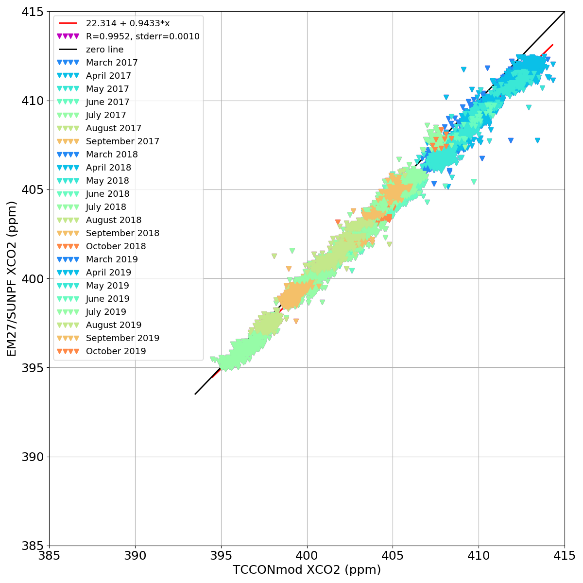 415
410
405
400
395
390
385
EM27/SUNPF XCO2 (ppm)
22.314 + 0.9433*x
R=0.9952, stderr=0.0010
zero line
March 2017
April 2017
May 2017
June 2017
July 2017
August 2017
September 2017
March 2018
April 2018
May 2018
June 2018
July 2018
August 2018
September 2018
October 2018
March 2019
April 2019
May 2019
June 2019
July 2019
August 2019
September 2019
October 2019
385 390 395 400 405 410 415
TCCONmod XCO2 (ppm)